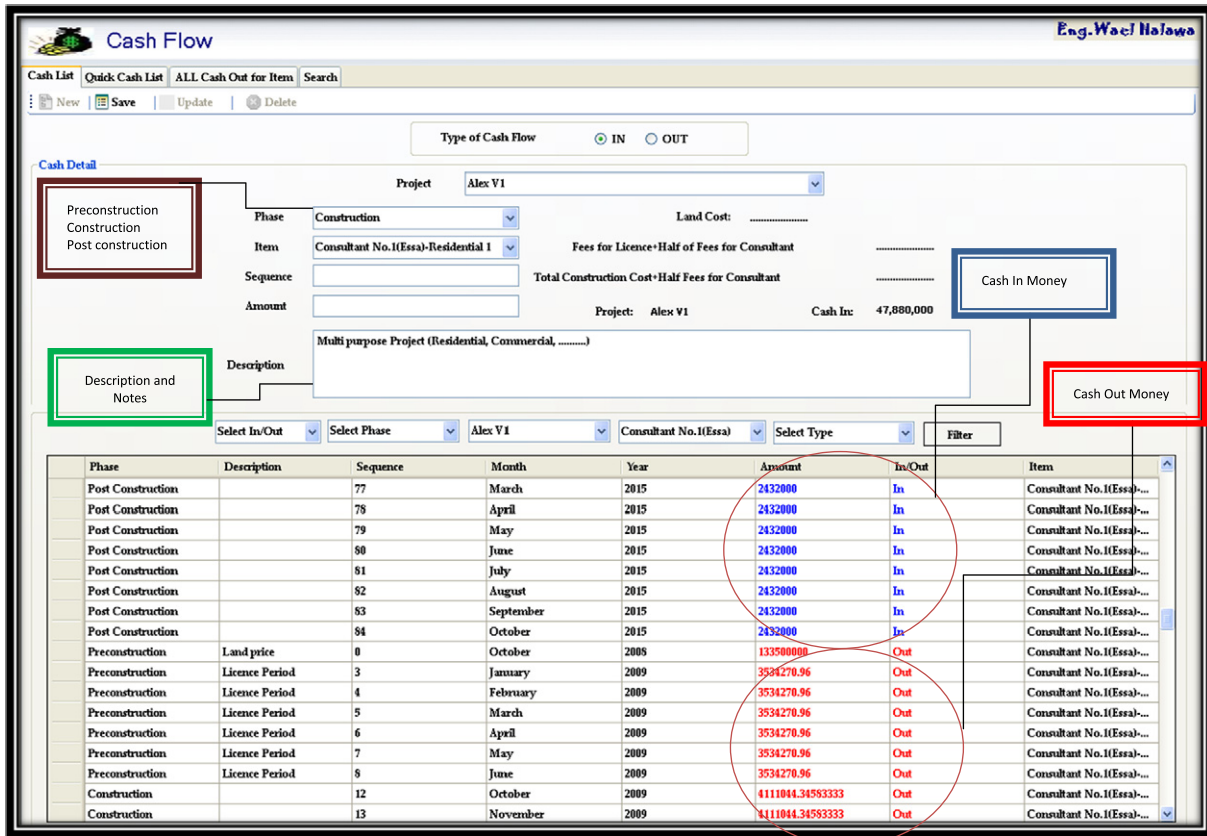 Cash Flow
Eng.Wael Halawa
Cash List Quick Cash List ALL Cash Out for Item Search
New Save Update Delete
Type of Cash Flow IN OUT
Cash Detail
Project Alex V1
Preconstruction
Construction
Post construction
Phase Construction Land Cost: .....................
Item Consultant No.1(Essa)-Residential 1 Fees for Licence+Half of Fees for Consultant .....................
Sequence Total Construction Cost+Half Fees for Consultant .....................
Cash In Money
Amount Project: Alex V1 Cash In: 47,880,000
Description Multi purpose Project (Residential, Commercial, ..........)
Description and
Notes
Cash Out Money
Select In/Out Select Phase Alex V1 Consultant No.1(Essa) Select Type Filter
Phase Description Sequence Month Year Amount In/Out Item
Post Construction 77 March 2015 2432000 In Consultant No.1(Essa)-...
Post Construction 78 April 2015 2432000 In Consultant No.1(Essa)-...
Post Construction 79 May 2015 2432000 In Consultant No.1(Essa)-...
Post Construction 80 June 2015 2432000 In Consultant No.1(Essa)-...
Post Construction 81 July 2015 2432000 In Consultant No.1(Essa)-...
Post Construction 82 August 2015 2432000 In Consultant No.1(Essa)-...
Post Construction 83 September 2015 2432000 In Consultant No.1(Essa)-...
Post Construction 84 October 2015 2432000 In Consultant No.1(Essa)-...
Preconstruction Land price 0 October 2008 133500000 Out Consultant No.1(Essa)-...
Preconstruction Licence Period 3 January 2009 3534270.96 Out Consultant No.1(Essa)-...
Preconstruction Licence Period 4 February 2009 3534270.96 Out Consultant No.1(Essa)-...
Preconstruction Licence Period 5 March 2009 3534270.96 Out Consultant No.1(Essa)-...
Preconstruction Licence Period 6 April 2009 3534270.96 Out Consultant No.1(Essa)-...
Preconstruction Licence Period 7 May 2009 3534270.96 Out Consultant No.1(Essa)-...
Preconstruction Licence Period 8 June 2009 3534270.96 Out Consultant No.1(Essa)-...
Construction 12 October 2009 4111044.34583333 Out Consultant No.1(Essa)-...
Construction 13 November 2009 4111044.34583333 Out Consultant No.1(Essa)-...